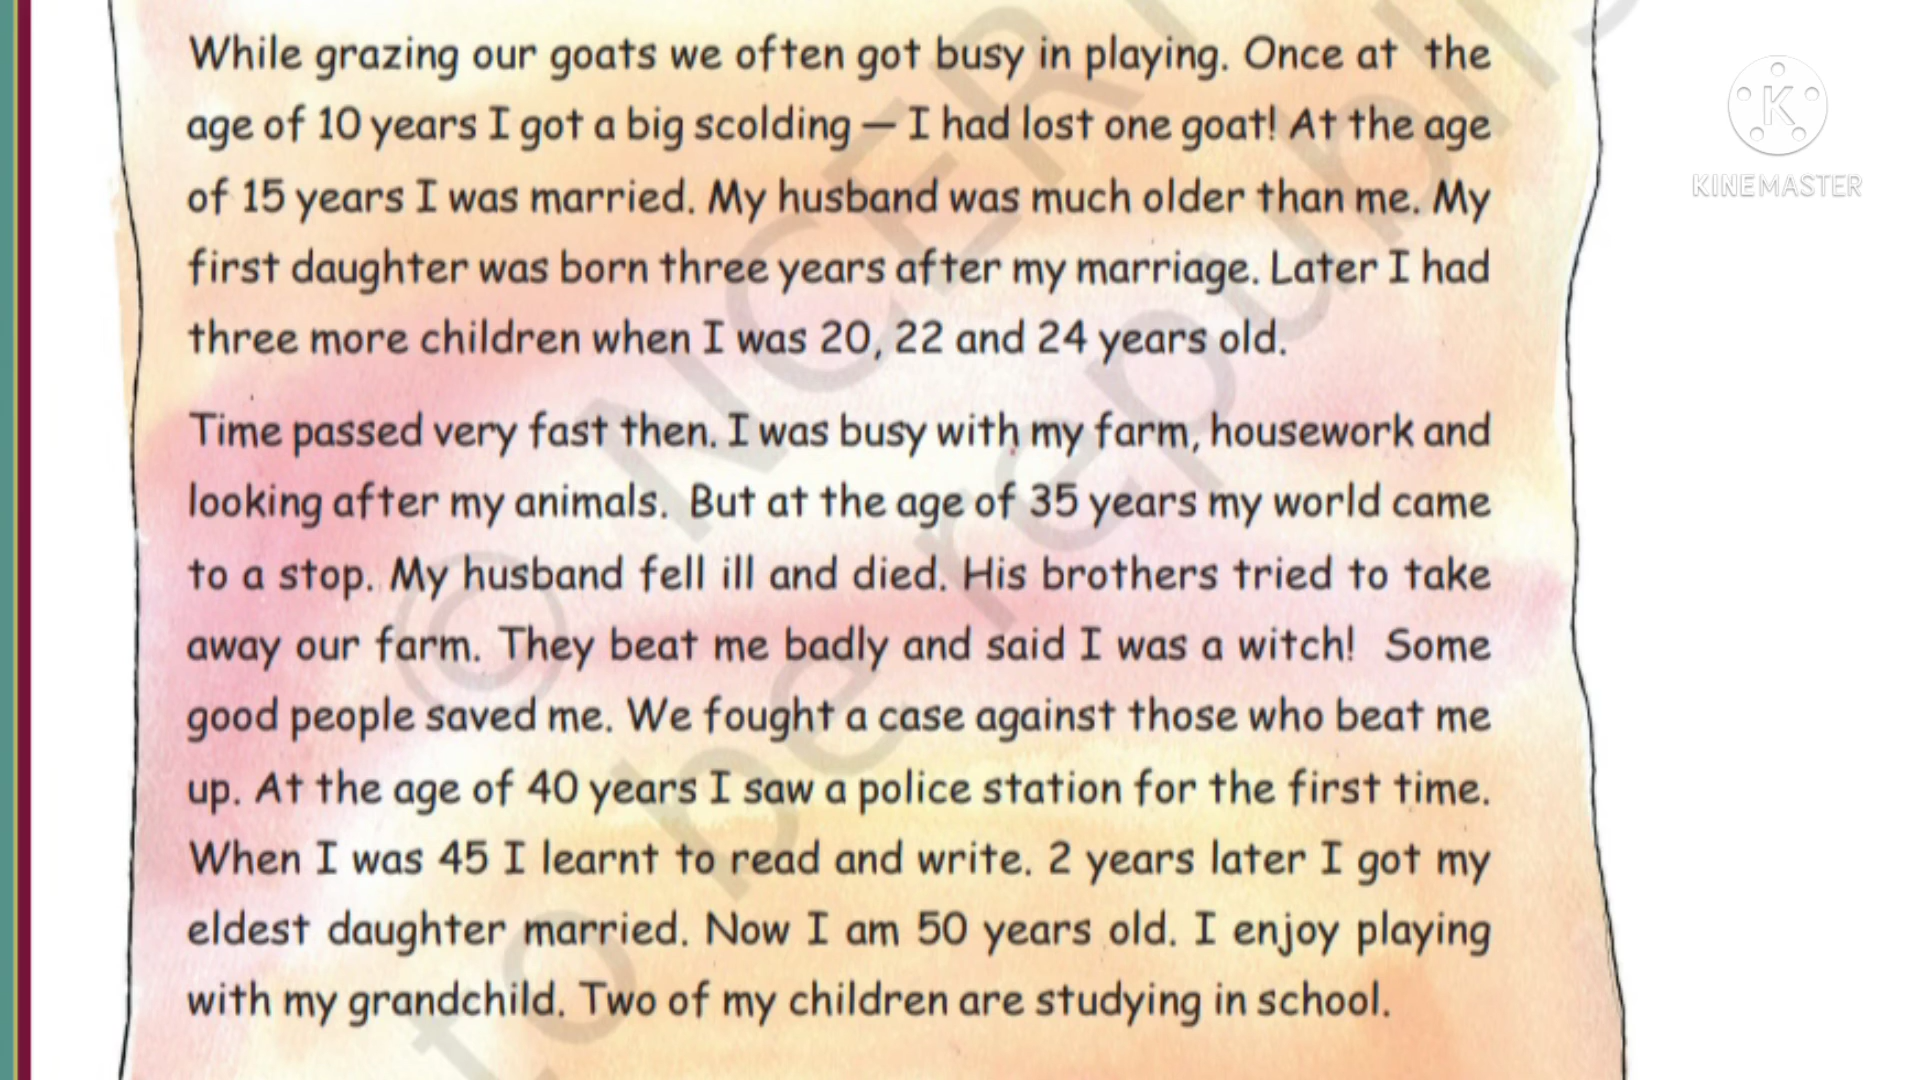 While grazing our goats we often got busy in playing. Once at the
age of 10 years I got a big scolding – I had lost one goat! At the age
of 15 years I was married. My husband was much older than me. My
first daughter was born three years after my marriage. Later I had
three more children when I was 20, 22 and 24 years old.
Time passed very fast then. I was busy with my farm, housework and
looking after my animals. But at the age of 35 years my world came
to a stop. My husband fell ill and died. His brothers tried to take
away our farm. They beat me badly and said I was a witch! Some
good people saved me. We fought a case against those who beat me
up. At the age of 40 years I saw a police station for the first time.
When I was 45 I learnt to read and write. 2 years later I got my
eldest daughter married. Now I am 50 years old. I enjoy playing
with my grandchild. Two of my children are studying in school.
K
KINEMASTER
© NCERT
to be republis